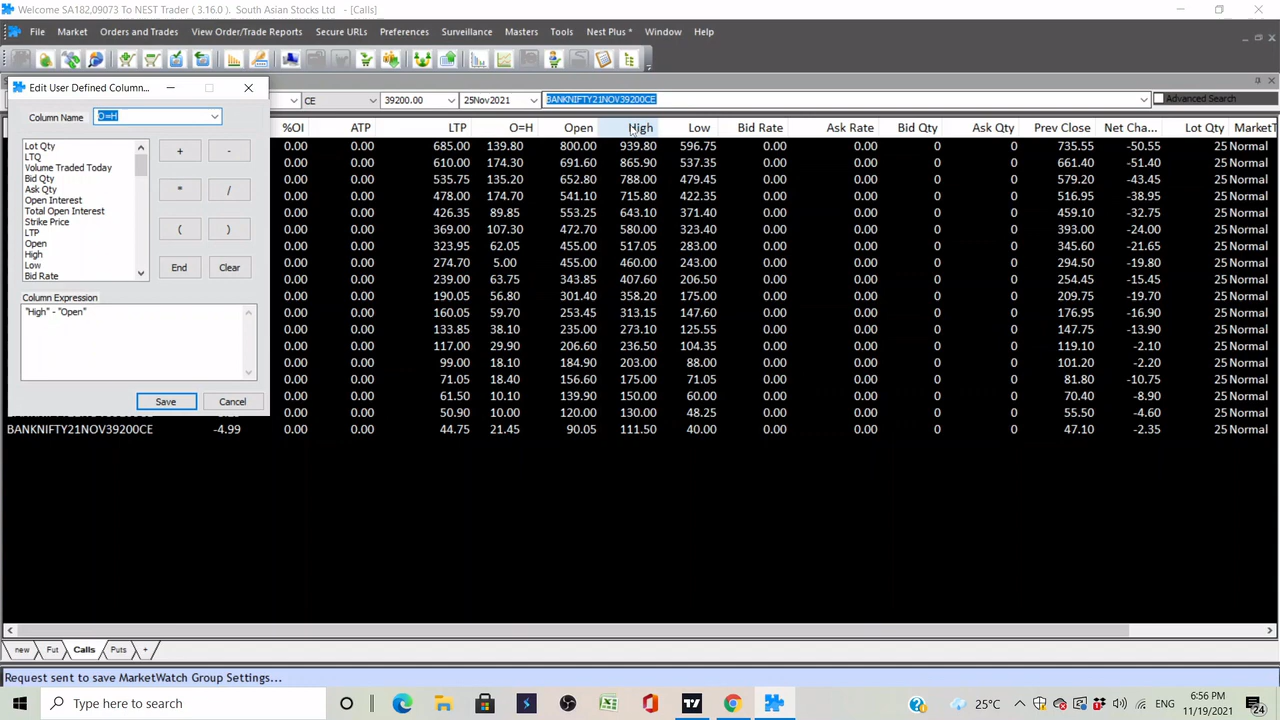 Welcome SA182,09073 To NEST Trader ( 3.16.0 ). South Asian Stocks Ltd - [Calls]
File Market Orders and Trades View Order/Trade Reports Secure URLs Preferences Surveillance Masters Tools Nest Plus Window Help
Edit User Defined Column...
CE 39200.00 25Nov2021 BANKNIFTY21NOV39200CE Advanced Search
Column Name O=H
%OI ATP LTP O=H Open High Low Bid Rate Ask Rate Bid Qty Ask Qty Prev Close Net Cha... Lot Qty Market
0.00 0.00 685.00 139.80 800.00 939.80 596.75 0.00 0.00 0 0 735.55 -50.55 25 Normal
0.00 0.00 610.00 174.30 691.60 865.90 537.35 0.00 0.00 0 0 661.40 -51.40 25 Normal
0.00 0.00 535.75 135.20 652.80 788.00 479.45 0.00 0.00 0 0 579.20 -43.45 25 Normal
0.00 0.00 478.00 174.70 541.10 715.80 422.35 0.00 0.00 0 0 516.95 -38.95 25 Normal
0.00 0.00 426.35 89.85 553.25 643.10 371.40 0.00 0.00 0 0 459.10 -32.75 25 Normal
0.00 0.00 369.00 107.30 472.70 580.00 323.40 0.00 0.00 0 0 393.00 -24.00 25 Normal
0.00 0.00 323.95 62.05 455.00 517.05 283.00 0.00 0.00 0 0 345.60 -21.65 25 Normal
0.00 0.00 274.70 5.00 455.00 460.00 243.00 0.00 0.00 0 0 294.50 -19.80 25 Normal
0.00 0.00 239.00 63.75 343.85 407.60 206.50 0.00 0.00 0 0 254.45 -15.45 25 Normal
0.00 0.00 190.05 56.80 301.40 358.20 175.00 0.00 0.00 0 0 209.75 -19.70 25 Normal
0.00 0.00 160.05 59.70 253.45 313.15 147.60 0.00 0.00 0 0 176.95 -16.90 25 Normal
0.00 0.00 133.85 38.10 235.00 273.10 125.55 0.00 0.00 0 0 147.75 -13.90 25 Normal
0.00 0.00 117.00 29.90 206.60 236.50 104.35 0.00 0.00 0 0 119.10 -2.10 25 Normal
0.00 0.00 99.00 18.10 184.90 203.00 88.00 0.00 0.00 0 0 101.20 -2.20 25 Normal
0.00 0.00 71.05 18.40 156.60 175.00 71.05 0.00 0.00 0 0 81.80 -10.75 25 Normal
0.00 0.00 61.50 10.10 139.90 150.00 60.00 0.00 0.00 0 0 70.40 -8.90 25 Normal
0.00 0.00 50.90 10.00 120.00 130.00 48.25 0.00 0.00 0 0 55.50 -4.60 25 Normal
BANKNIFTY21NOV39200CE -4.99 0.00 0.00 44.75 21.45 90.05 111.50 40.00 0.00 0.00 0 0 47.10 -2.35 25 Normal
Lot Qty
LTQ
Volume Traded Today
Bid Qty
Ask Qty
Open Interest
Total Open Interest
Strike Price
LTP
Open
High
Low
Bid Rate
+ -
* /
( )
End Clear
Column Expression
"High" - "Open"
Save Cancel
new Fut Calls Puts +
Request sent to save MarketWatch Group Settings...
Type here to search
25°C ENG 6:56 PM
11/19/2021 24